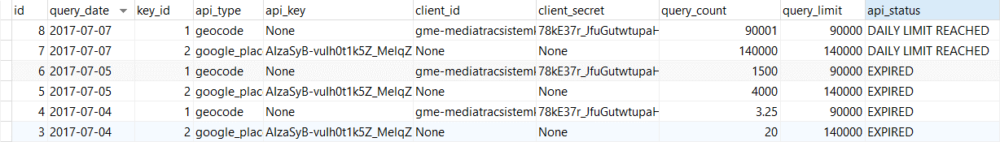 id query_date key_id api_type api_key client_id client_secret query_count query_limit api_status
8 2017-07-07 1 geocode None gme-mediatracsistem 78kE37r_JfuGutwtupaH 90001 90000 DAILY LIMIT REACHED
7 2017-07-07 2 google_plac AIzaSyB-vuIh0t1k5Z_MeIqZ None None 140000 140000 DAILY LIMIT REACHED
6 2017-07-05 1 geocode None gme-mediatracsistem 78kE37r_JfuGutwtupaH 1500 90000 EXPIRED
5 2017-07-05 2 google_plac AIzaSyB-vuIh0t1k5Z_MeIqZ None None 4000 140000 EXPIRED
4 2017-07-04 1 geocode None gme-mediatracsistem 78kE37r_JfuGutwtupaH 3.25 90000 EXPIRED
3 2017-07-04 2 google_plac AIzaSyB-vuIh0t1k5Z_MeIqZ None None 20 140000 EXPIRED